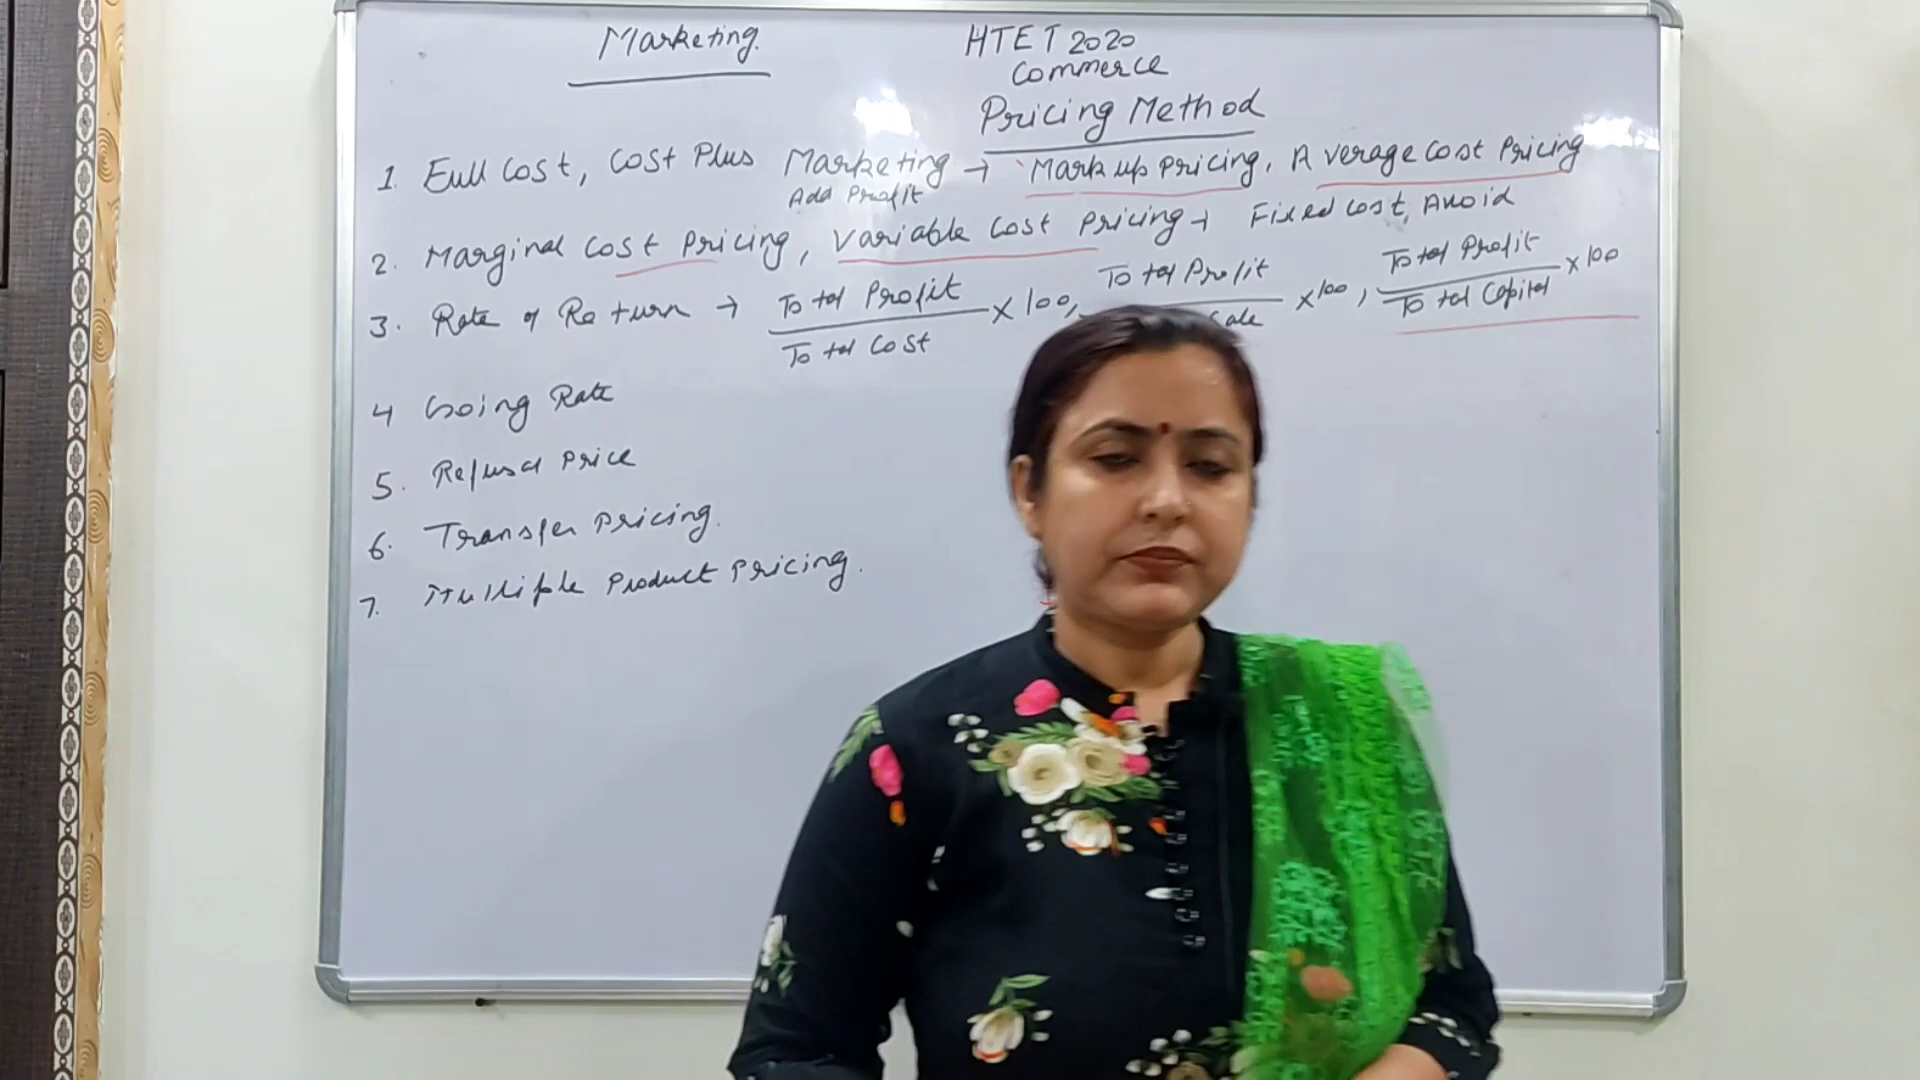 Marketing.
HTET 2020
Commerce
Pricing Method
1. Full Cost, Cost Plus Marketing → Mark up Pricing, Average Cost Pricing
Add Profit
2. Marginal Cost Pricing, Variable Cost Pricing → Fixed Cost, Avoid
3. Rate of Return → Total Profit / Total Cost × 100, Total Profit / Sale × 100, Total Profit / Total Capital × 100
4 Going Rate
5. Refusal Price
6. Transfer Pricing.
7. Multiple Product Pricing.